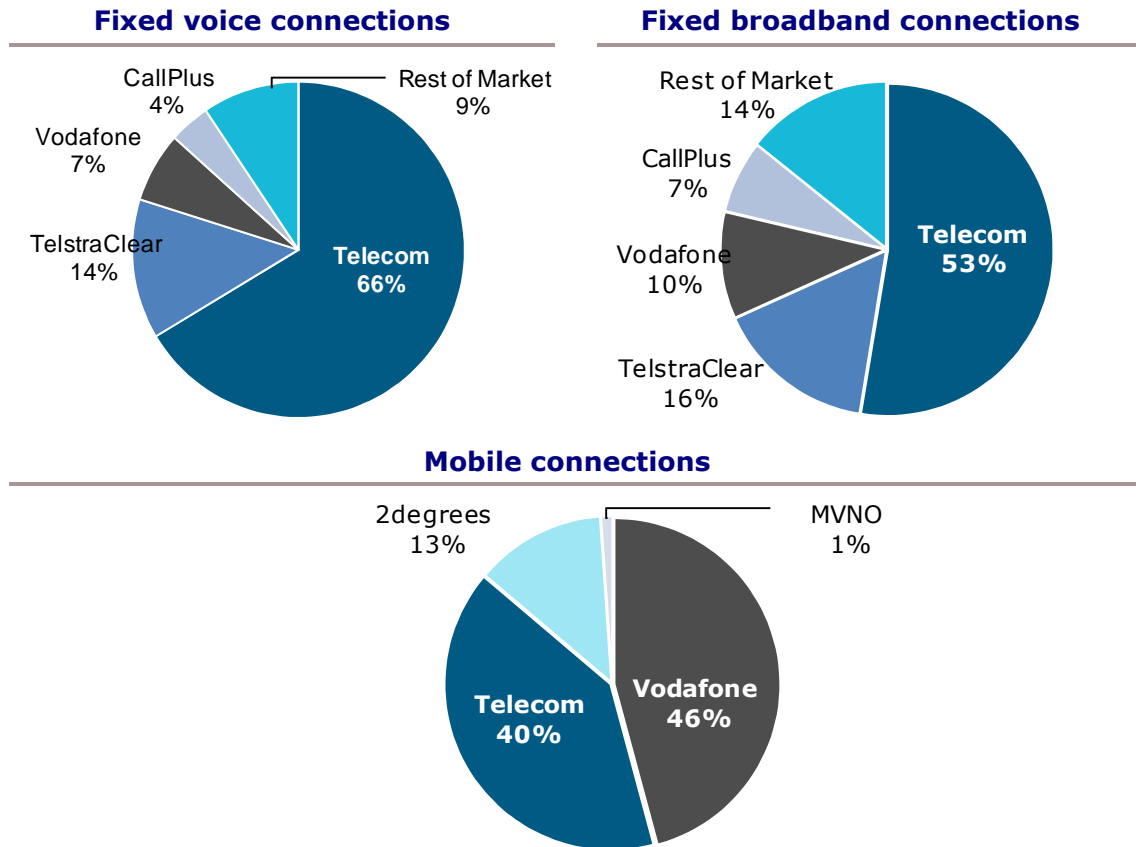 Fixed voice connections
CallPlus
4%
Rest of Market
9%
Vodafone
7%
TelstraClear
14%
Telecom
66%
Fixed broadband connections
Rest of Market
14%
CallPlus
7%
Vodafone
10%
TelstraClear
16%
Telecom
53%
Mobile connections
2degrees
13%
MVNO
1%
Telecom
40%
Vodafone
46%